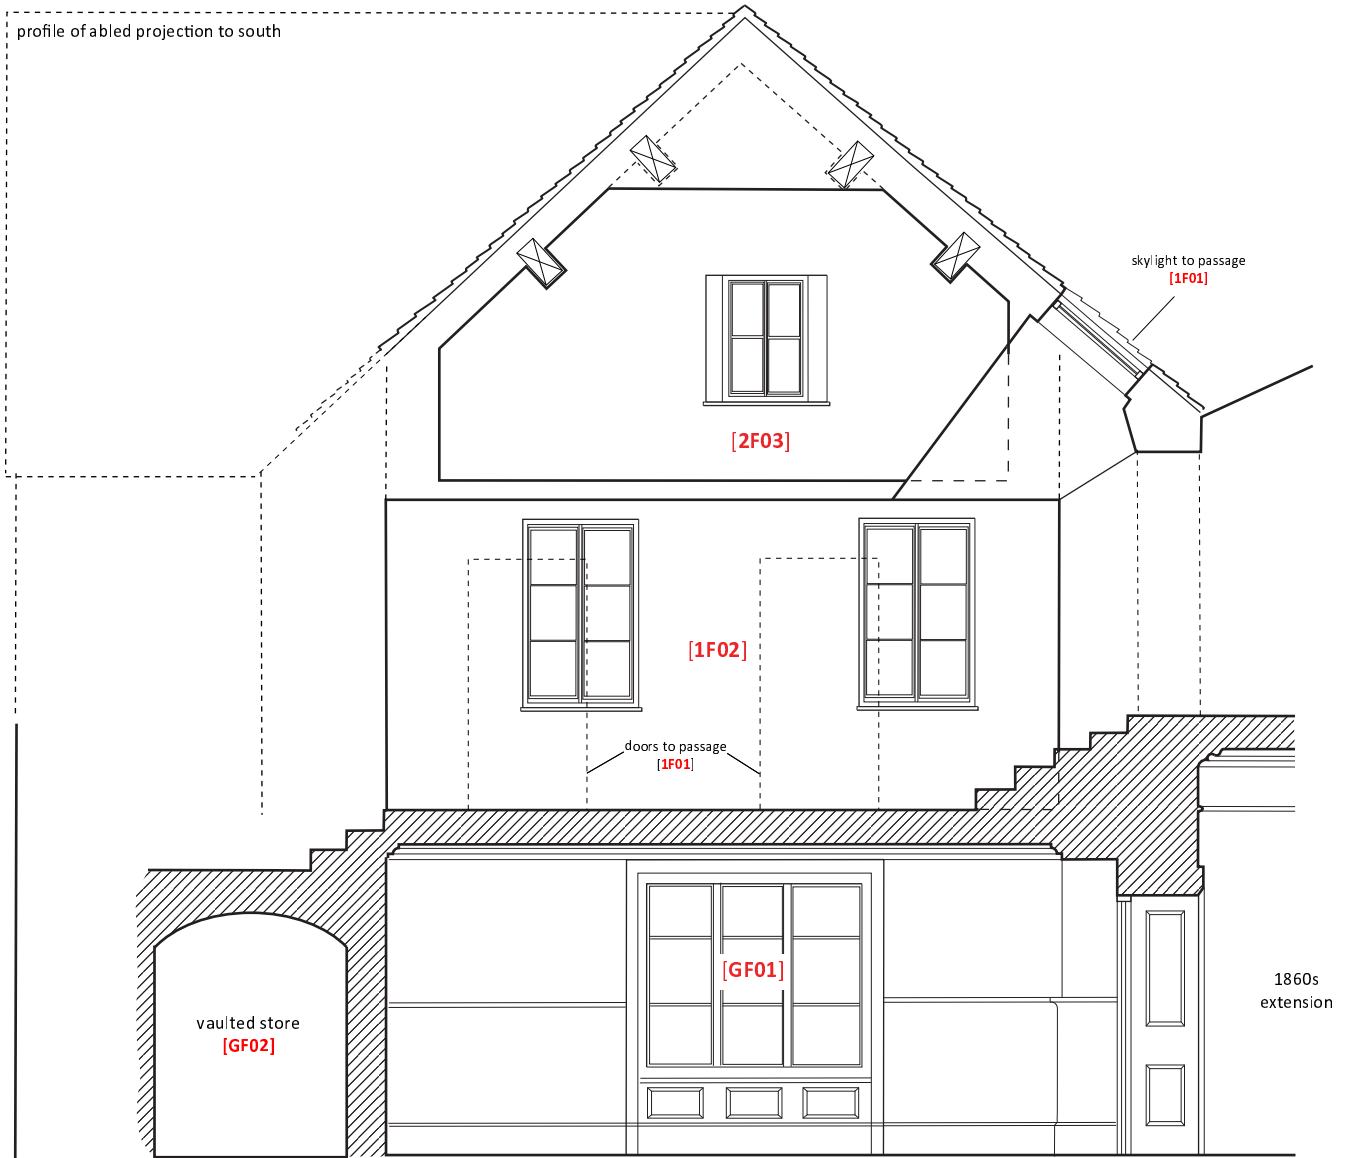 profile of abled projection to south
skylight to passage
[1F01]
[2F03]
[1F02]
doors to passage
[1F01]
[GF01]
vaulted store
[GF02]
1860s
extension